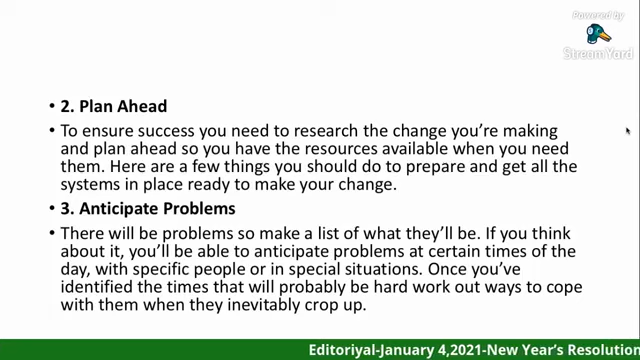 Powered by
StreamYard
• 2. Plan Ahead
• To ensure success you need to research the change you're making
and plan ahead so you have the resources available when you need
them. Here are a few things you should do to prepare and get all the
systems in place ready to make your change.
• 3. Anticipate Problems
• There will be problems so make a list of what they'll be. If you think
about it, you'll be able to anticipate problems at certain times of the
day, with specific people or in special situations. Once you've
identified the times that will probably be hard work out ways to cope
with them when they inevitably crop up.
Editoriyal-January 4,2021-New Year's Resolution